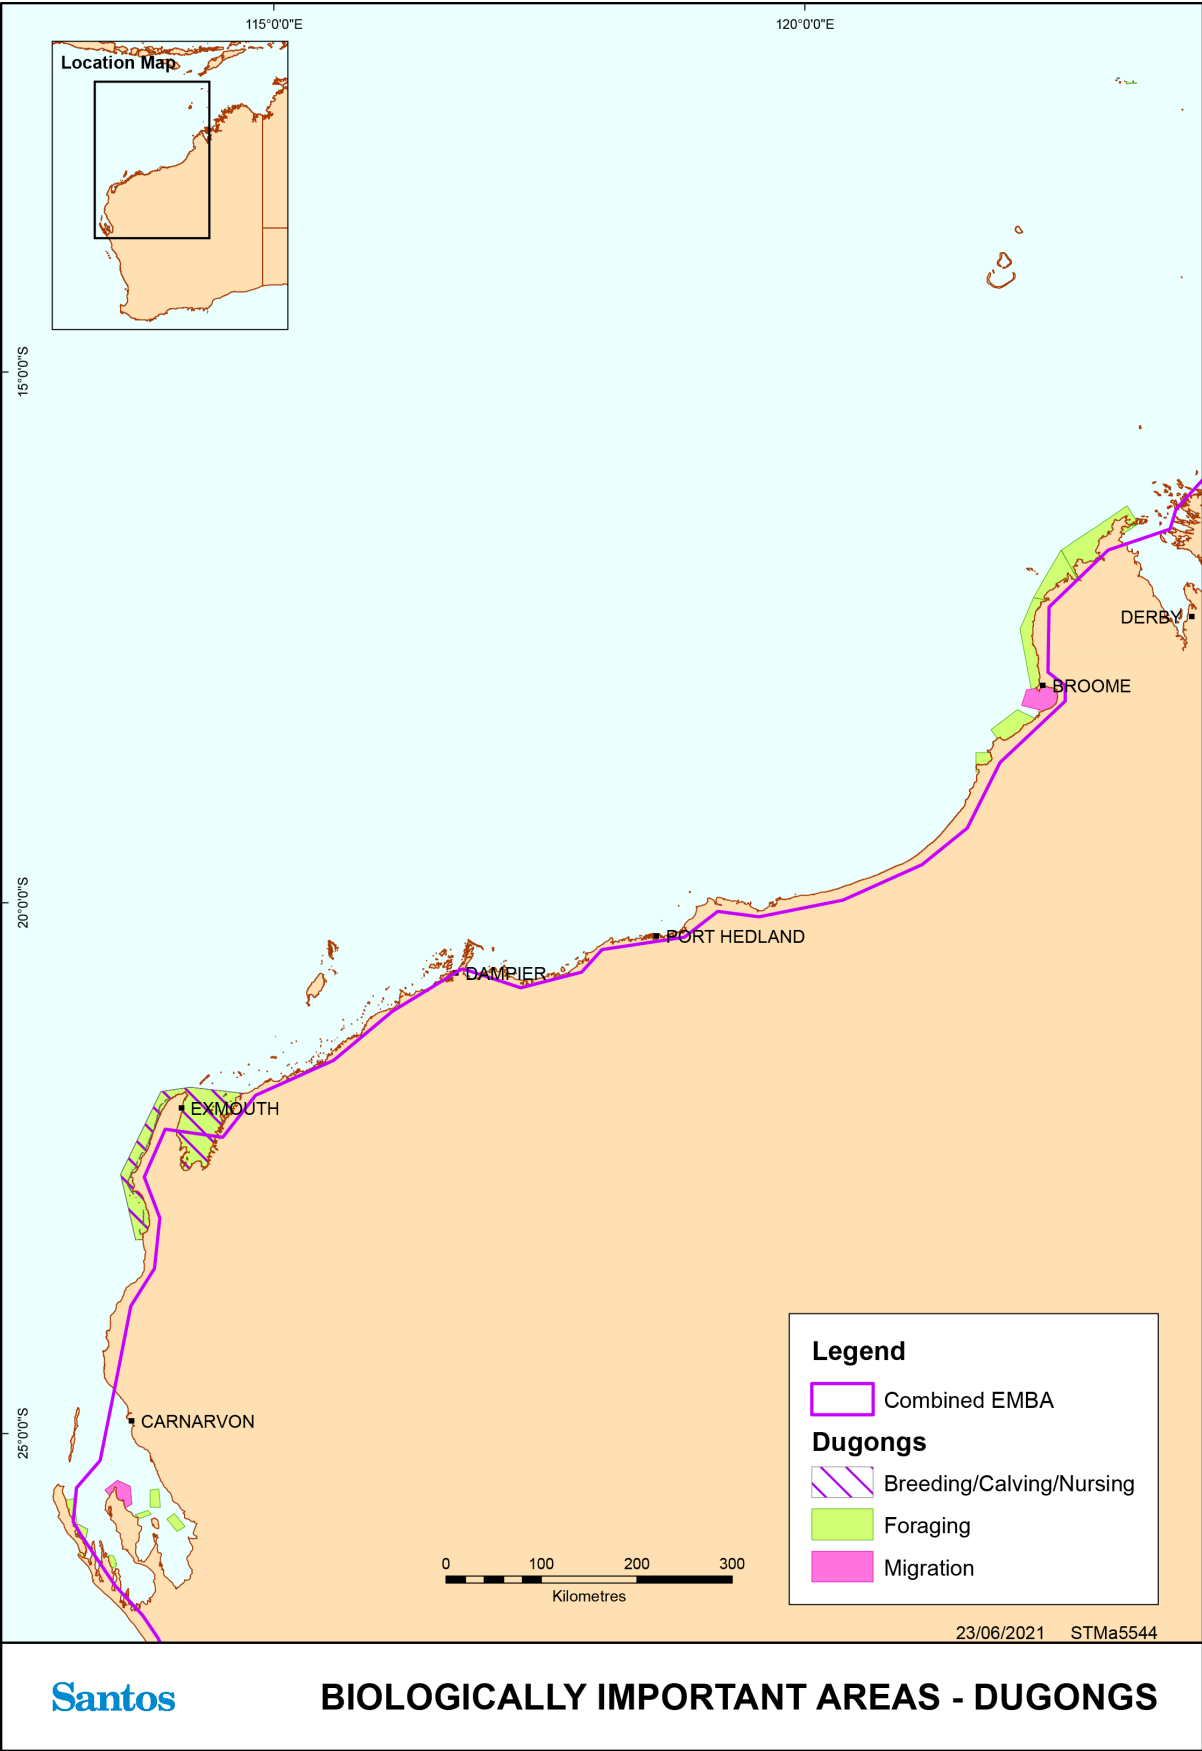 115°0'0"E
120°0'0"E
Location Map
15°0'0"S
DERBY
BROOME
20°0'0"S
PORT HEDLAND
DAMPIER
EXMOUTH
25°0'0"S
CARNARVON
Legend
Combined EMBA
Dugongs
Breeding/Calving/Nursing
Foraging
Migration
0 100 200 300
Kilometres
23/06/2021 STMa5544
Santos
BIOLOGICALLY IMPORTANT AREAS - DUGONGS